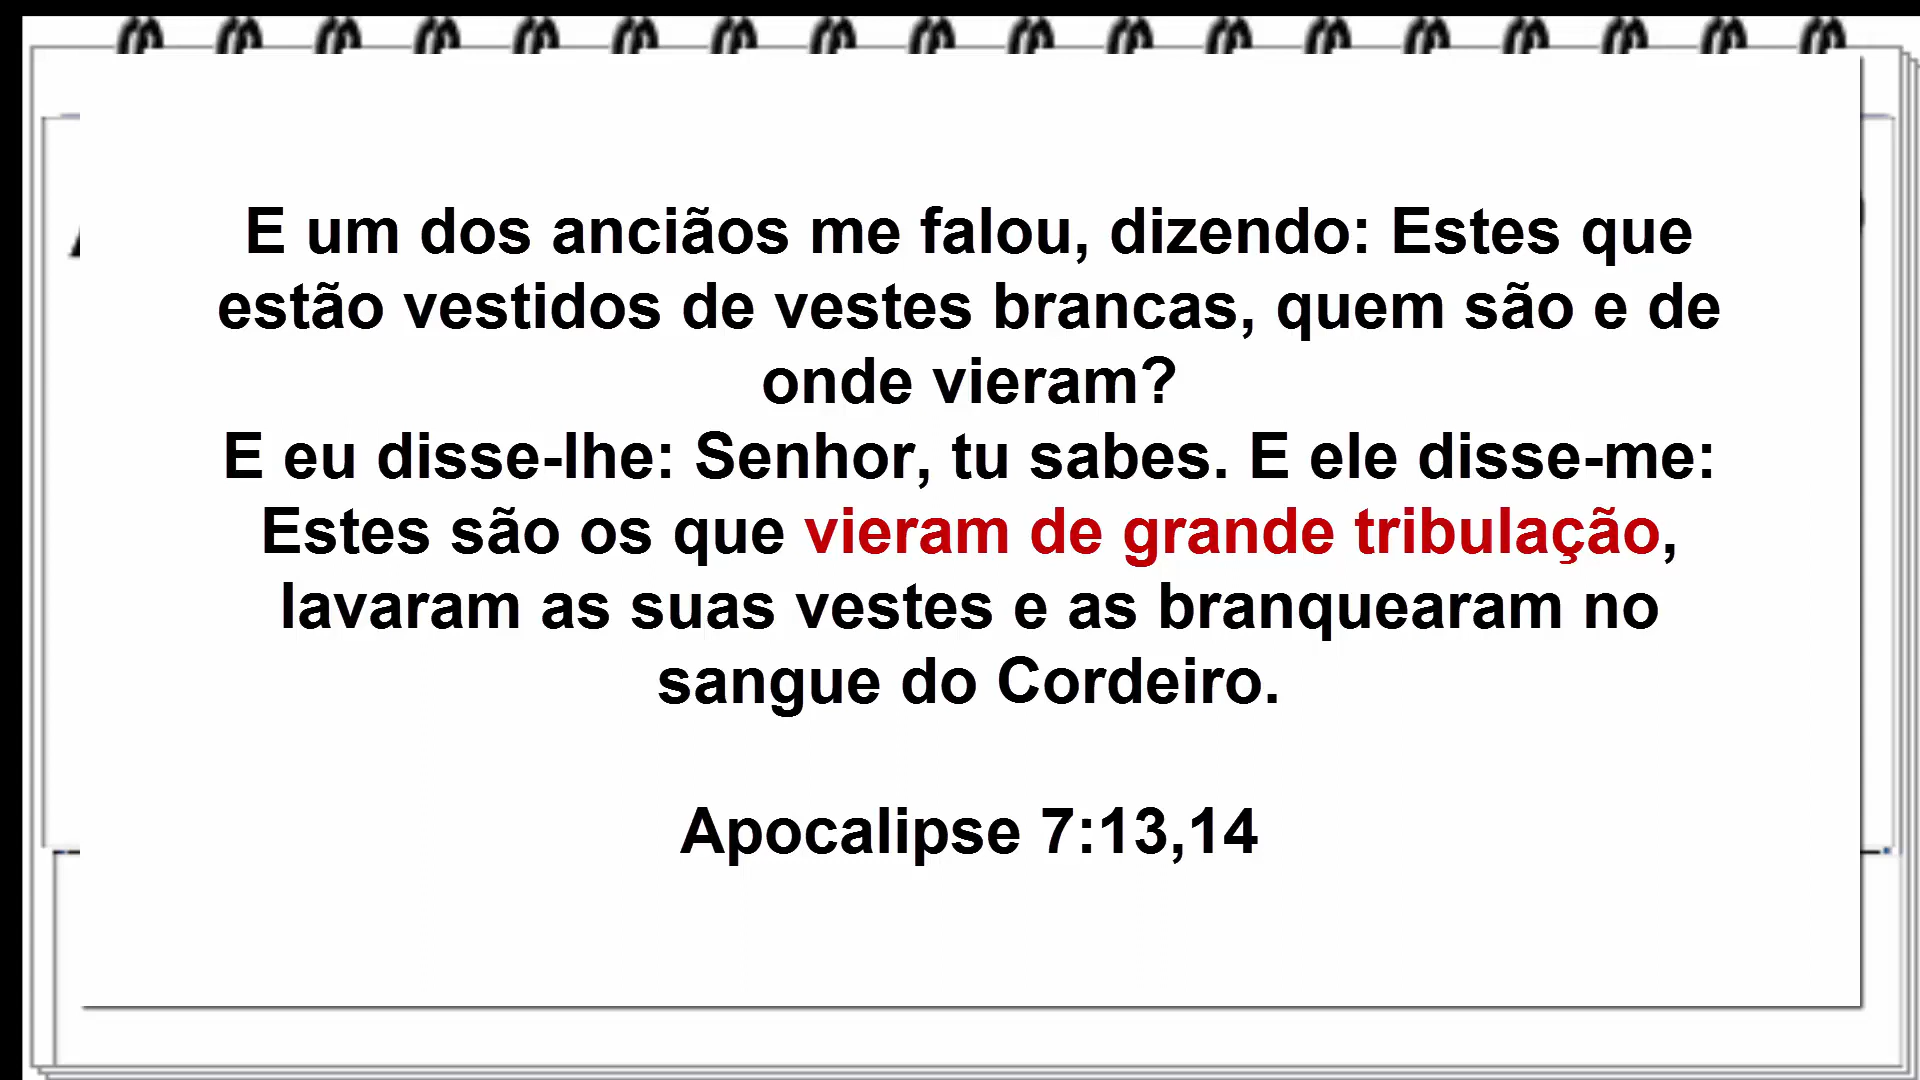 E um dos anciãos me falou, dizendo: Estes que
estão vestidos de vestes brancas, quem são e de
onde vieram?
E eu disse-lhe: Senhor, tu sabes. E ele disse-me:
Estes são os que vieram de grande tribulação,
lavaram as suas vestes e as branquearam no
sangue do Cordeiro.
Apocalipse 7:13,14